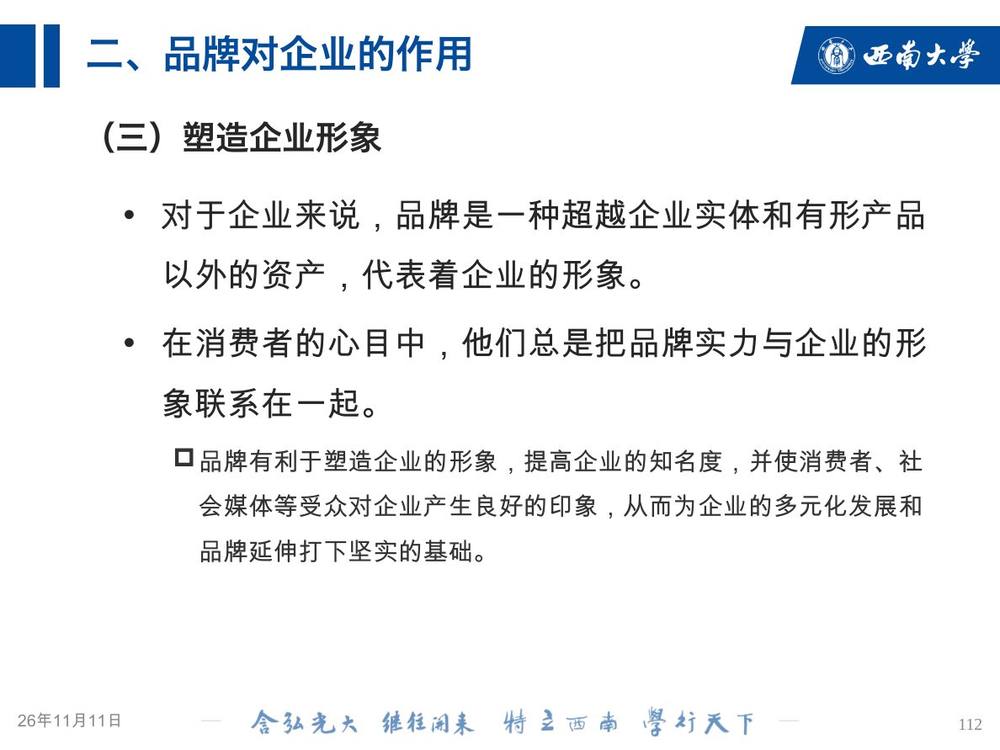 二、品牌对企业的作用
西南大学
（三）塑造企业形象
• 对于企业来说，品牌是一种超越企业实体和有形产品
以外的资产，代表着企业的形象。
• 在消费者的心目中，他们总是把品牌实力与企业的形
象联系在一起。
品牌有利于塑造企业的形象，提高企业的知名度，并使消费者、社
会媒体等受众对企业产生良好的印象，从而为企业的多元化发展和
品牌延伸打下坚实的基础。
26年11月11日
含弘光大 继往开来 特立西南 学行天下
112